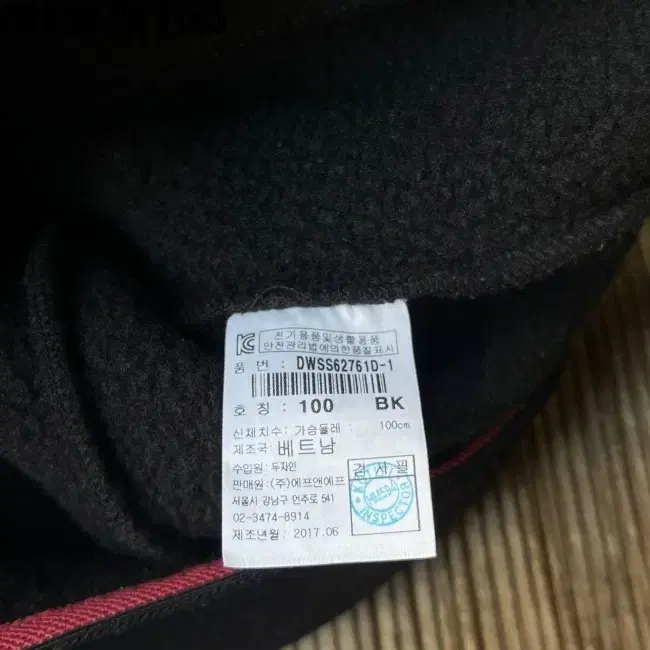 전기용품및생활용품
안전관리법에의한품질표시
품 번 : DWSS62761D-1
호 칭 : 100 BK
신체치수 : 가슴둘레 : 100cm
제조국: 베트남
수입원 : 두자인
판매원 : (주)에프앤에프
서울시 강남구 언주로 541
02-3474-8914
제조년월 : 2017.06
검사필
INSPECTOR